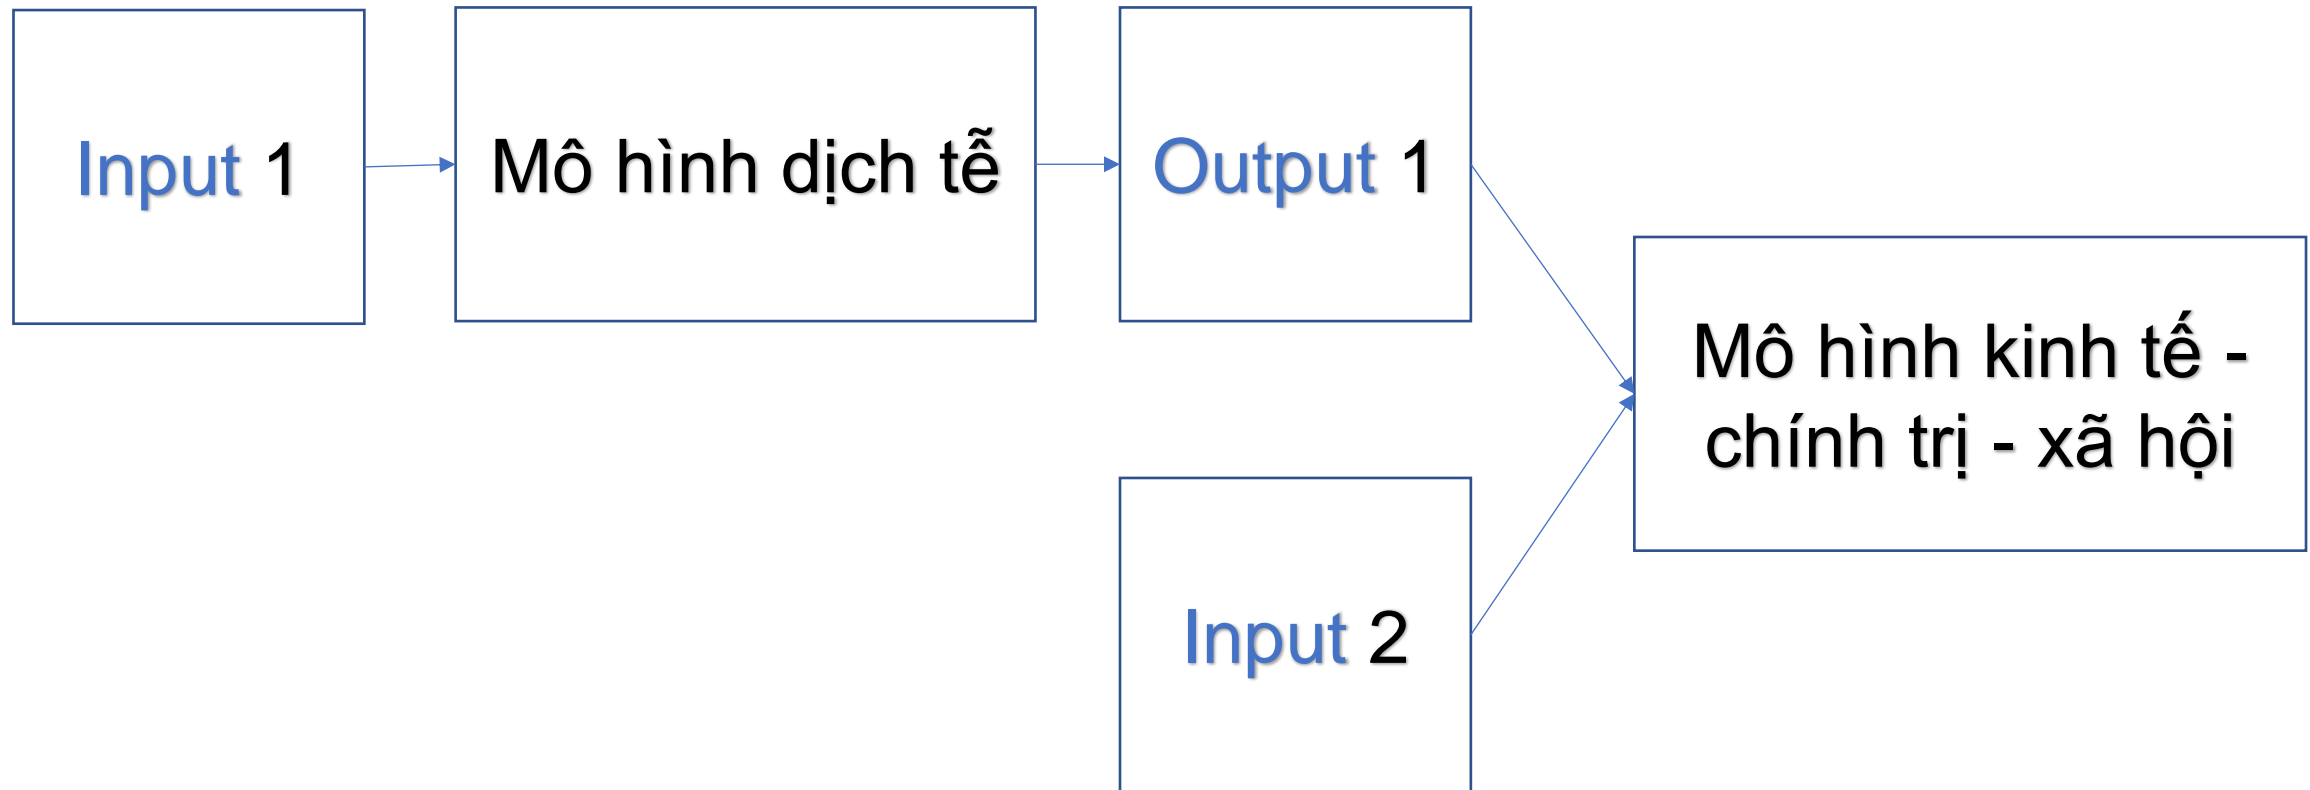 Input 1
Mô hình dịch tễ
Output 1
Mô hình kinh tế -
chính trị - xã hội
Input 2